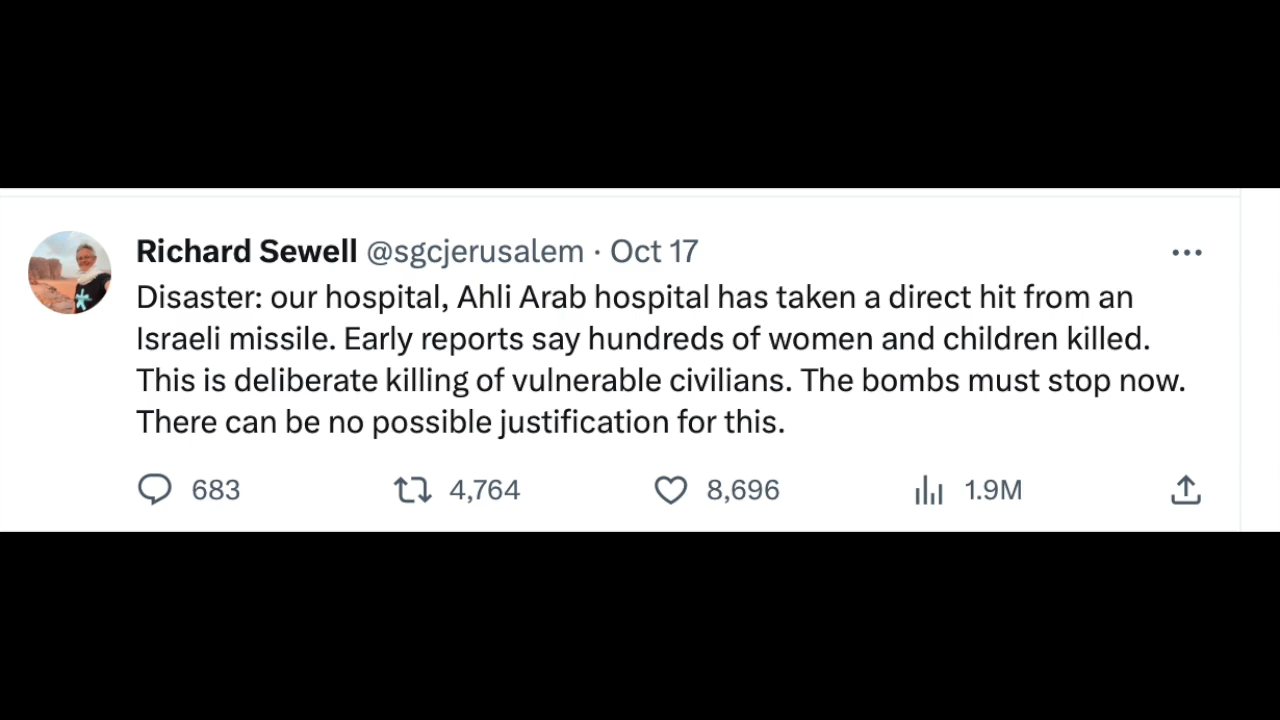 Richard Sewell @sgcjerusalem · Oct 17
Disaster: our hospital, Ahli Arab hospital has taken a direct hit from an
Israeli missile. Early reports say hundreds of women and children killed.
This is deliberate killing of vulnerable civilians. The bombs must stop now.
There can be no possible justification for this.
683 4,764 8,696 1.9M